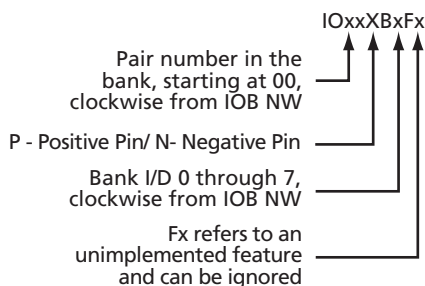 IOxxXBxFx
Pair number in the
bank, starting at 00,
clockwise from IOB NW
P - Positive Pin/ N- Negative Pin
Bank I/D 0 through 7,
clockwise from IOB NW
Fx refers to an
unimplemented feature
and can be ignored